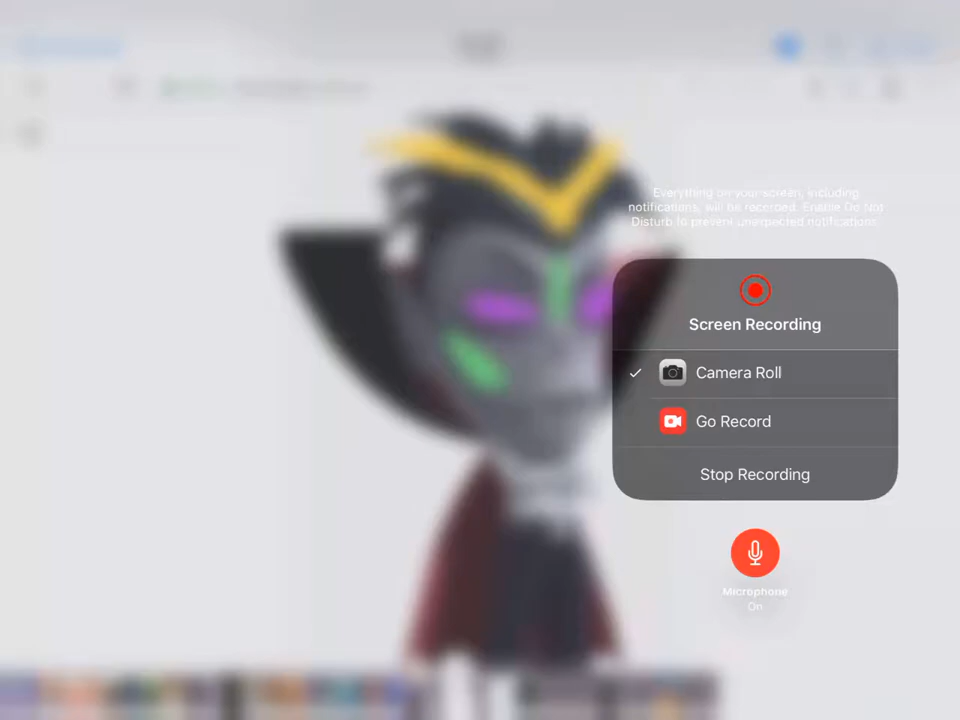 Everything on your screen, including
notifications, will be recorded. Enable Do Not
Disturb to prevent unexpected notifications.
Screen Recording
Camera Roll
Go Record
Stop Recording
Microphone
On